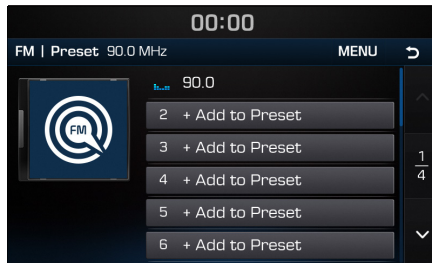 00:00
FM | Preset 90.0 MHz MENU
FM
90.0
2 + Add to Preset
3 + Add to Preset
4 + Add to Preset
5 + Add to Preset
6 + Add to Preset
1
4